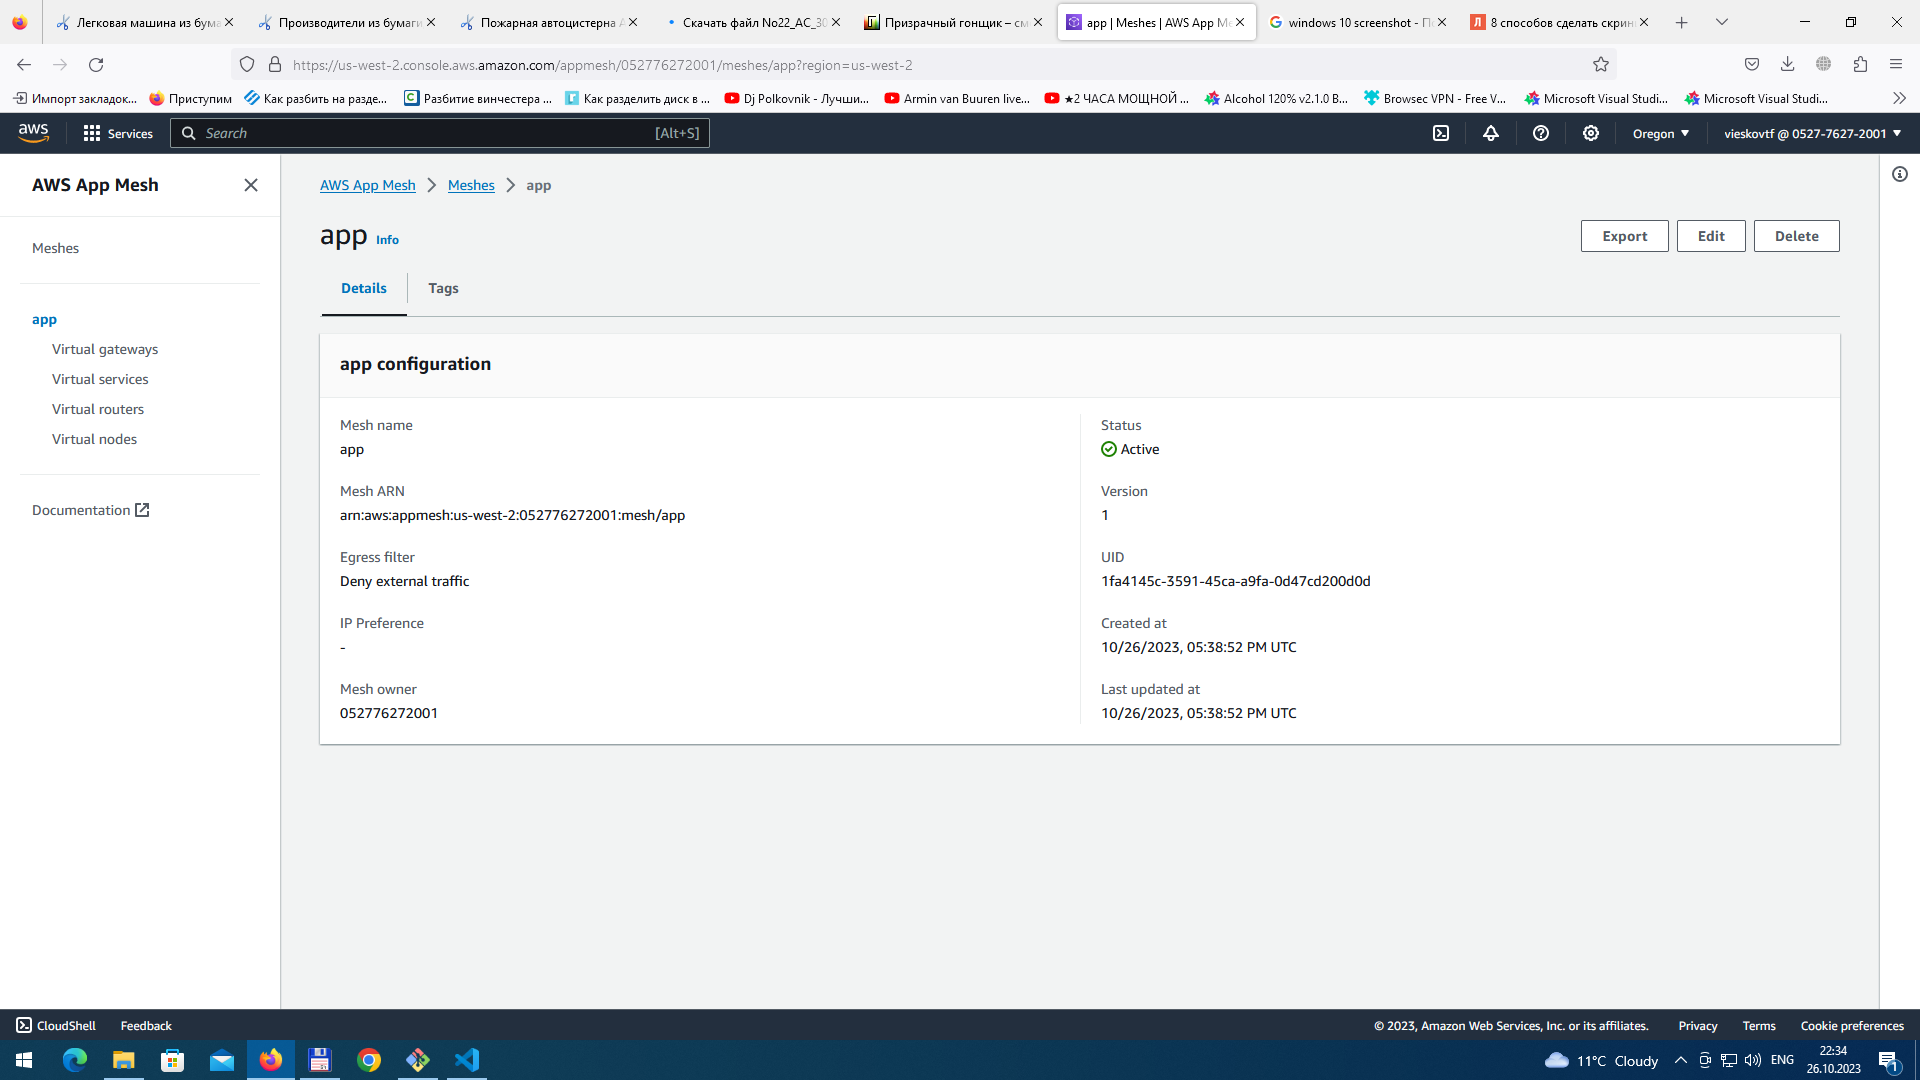 Легковая машина из бума
Производители из бумаги
Пожарная автоцистерна А
Скачать файл No22_AC_30
Призрачный гонщик – см
app | Meshes | AWS App Me
windows 10 screenshot - По
8 способов сделать скрин
https://us-west-2.console.aws.amazon.com/appmesh/052776272001/meshes/app?region=us-west-2
Импорт закладок...
Приступим
Как разбить на разде...
Разбитие винчестера ...
Как разделить диск в ...
Dj Polkovnik - Лучши...
Armin van Buuren live...
★2 ЧАСА МОЩНОЙ ...
Alcohol 120% v2.1.0 B...
Browsec VPN - Free V...
Microsoft Visual Studi...
Microsoft Visual Studi...
aws
Services
Search
[Alt+S]
Oregon
vieskovtf @ 0527-7627-2001
AWS App Mesh
Meshes
app
Virtual gateways
Virtual services
Virtual routers
Virtual nodes
Documentation
AWS App Mesh > Meshes > app
app Info
Export
Edit
Delete
Details
Tags
app configuration
Mesh name
app
Mesh ARN
arn:aws:appmesh:us-west-2:052776272001:mesh/app
Egress filter
Deny external traffic
IP Preference
-
Mesh owner
052776272001
Status
Active
Version
1
UID
1fa4145c-3591-45ca-a9fa-0d47cd200d0d
Created at
10/26/2023, 05:38:52 PM UTC
Last updated at
10/26/2023, 05:38:52 PM UTC
CloudShell
Feedback
© 2023, Amazon Web Services, Inc. or its affiliates.
Privacy
Terms
Cookie preferences
11°C Cloudy
ENG
22:34
26.10.2023
1